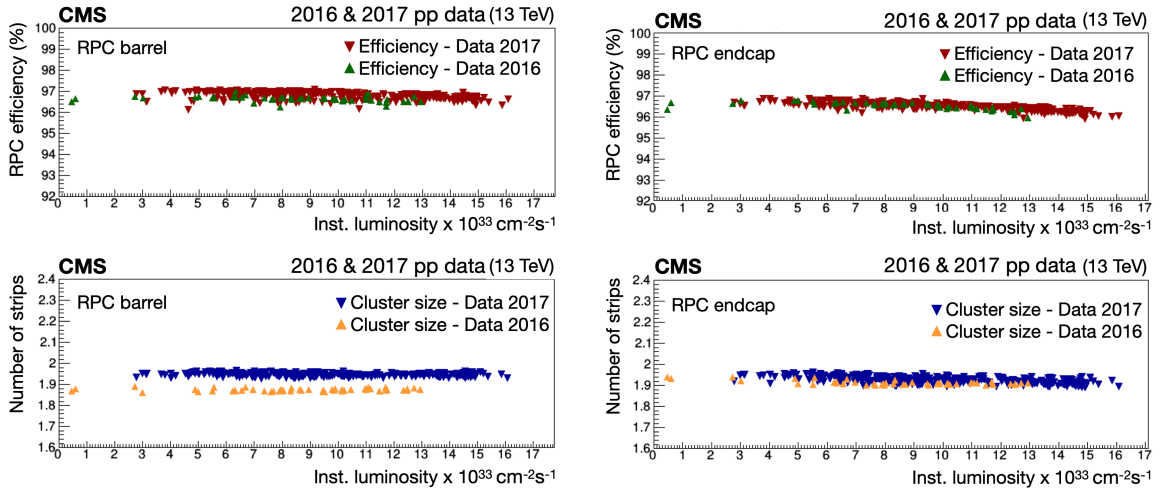 CMS 2016 & 2017 pp data (13 TeV)
RPC efficiency (%)
100
99
98
97
96
95
94
93
92
RPC barrel
Efficiency - Data 2017
Efficiency - Data 2016
0 1 2 3 4 5 6 7 8 9 10 11 12 13 14 15 16 17
Inst. luminosity x 10³³ cm-2s-1
CMS 2016 & 2017 pp data (13 TeV)
RPC efficiency (%)
100
99
98
97
96
95
94
93
92
RPC endcap
Efficiency - Data 2017
Efficiency - Data 2016
0 1 2 3 4 5 6 7 8 9 10 11 12 13 14 15 16 17
Inst. luminosity x 10³³ cm-2s-1
CMS 2016 & 2017 pp data (13 TeV)
Number of strips
2.4
2.3
2.2
2.1
2
1.9
1.8
1.7
1.6
RPC barrel
Cluster size - Data 2017
Cluster size - Data 2016
0 1 2 3 4 5 6 7 8 9 10 11 12 13 14 15 16 17
Inst. luminosity x 10³³ cm-2s-1
CMS 2016 & 2017 pp data (13 TeV)
Number of strips
2.4
2.3
2.2
2.1
2
1.9
1.8
1.7
1.6
RPC endcap
Cluster size - Data 2017
Cluster size - Data 2016
0 1 2 3 4 5 6 7 8 9 10 11 12 13 14 15 16 17
Inst. luminosity x 10³³ cm-2s-1